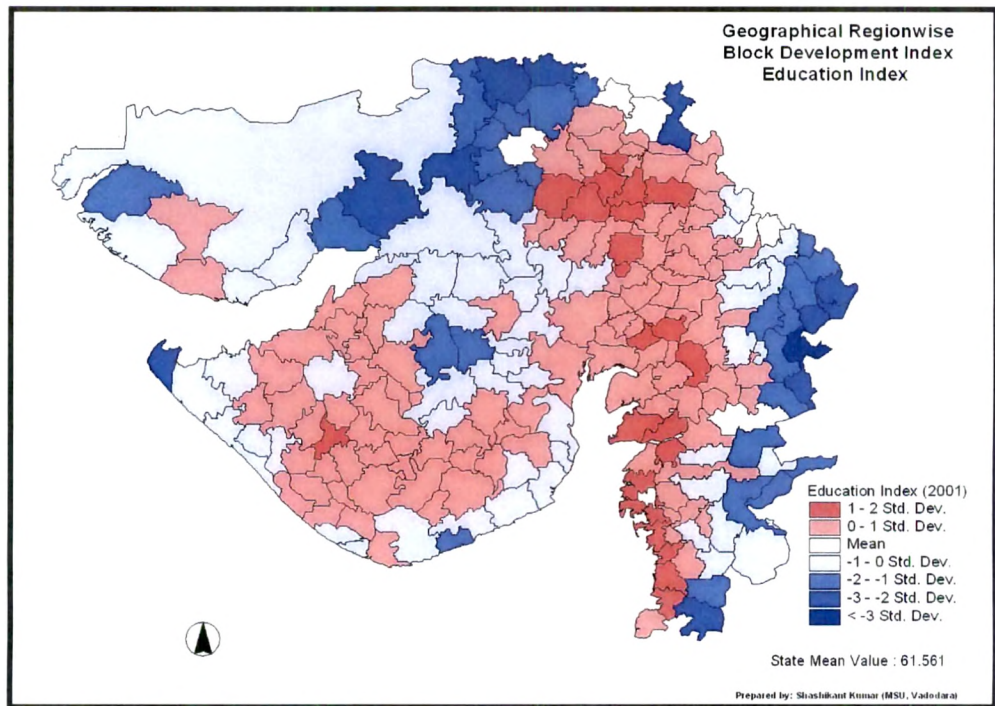 Geographical Regionwise
Block Development Index
Education Index
Education Index (2001)
1 - 2 Std. Dev.
0 - 1 Std. Dev.
Mean
-1 - 0 Std. Dev.
-2 - -1 Std. Dev.
-3 - -2 Std. Dev.
< -3 Std. Dev.
State Mean Value : 61.561
Prepared by: Shashikant Kumar (MSU, Vadodara)